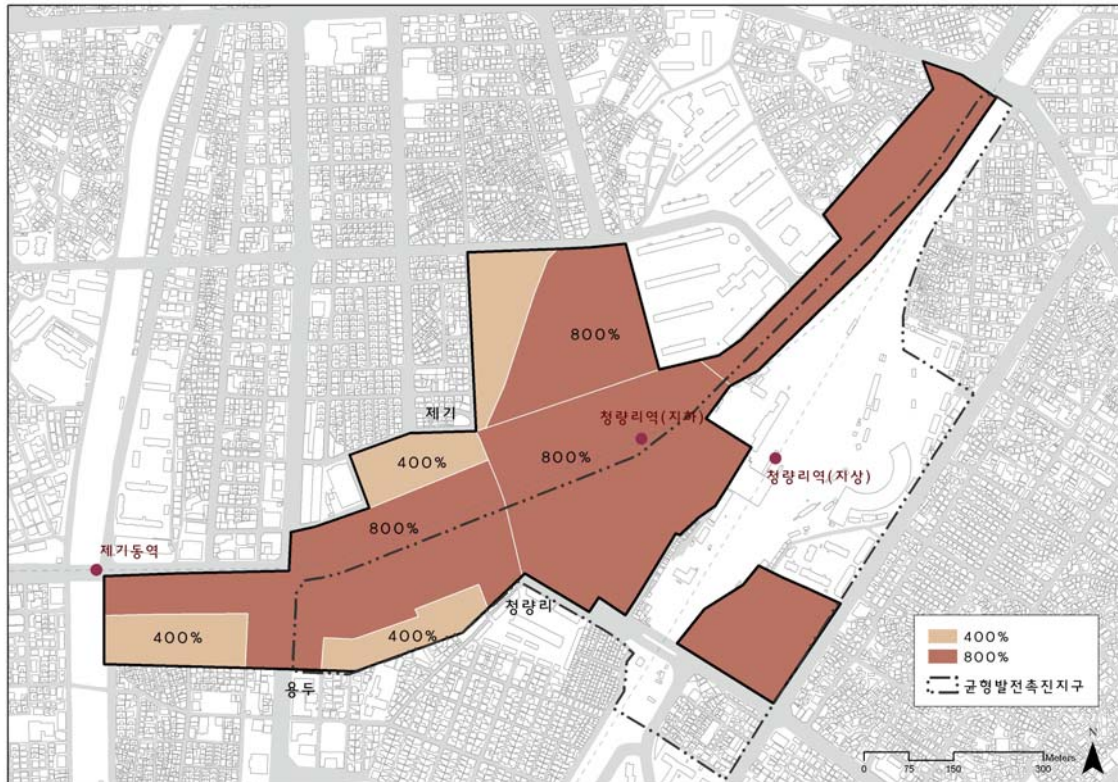 800%
제기
청량리역(지하)
400%
800%
청량리역(지상)
800%
제기동역
청량리
400%
400%
용두
400%
800%
균형발전촉진지구
N
Meters
0 75 150 300